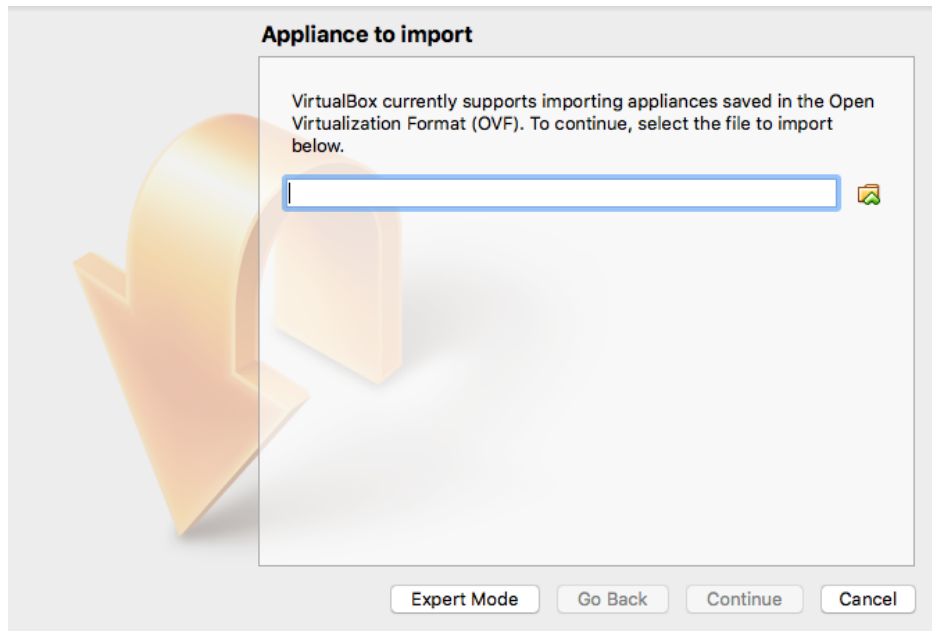 Appliance to import
VirtualBox currently supports importing appliances saved in the Open
Virtualization Format (OVF). To continue, select the file to import
below.
Expert Mode
Go Back
Continue
Cancel